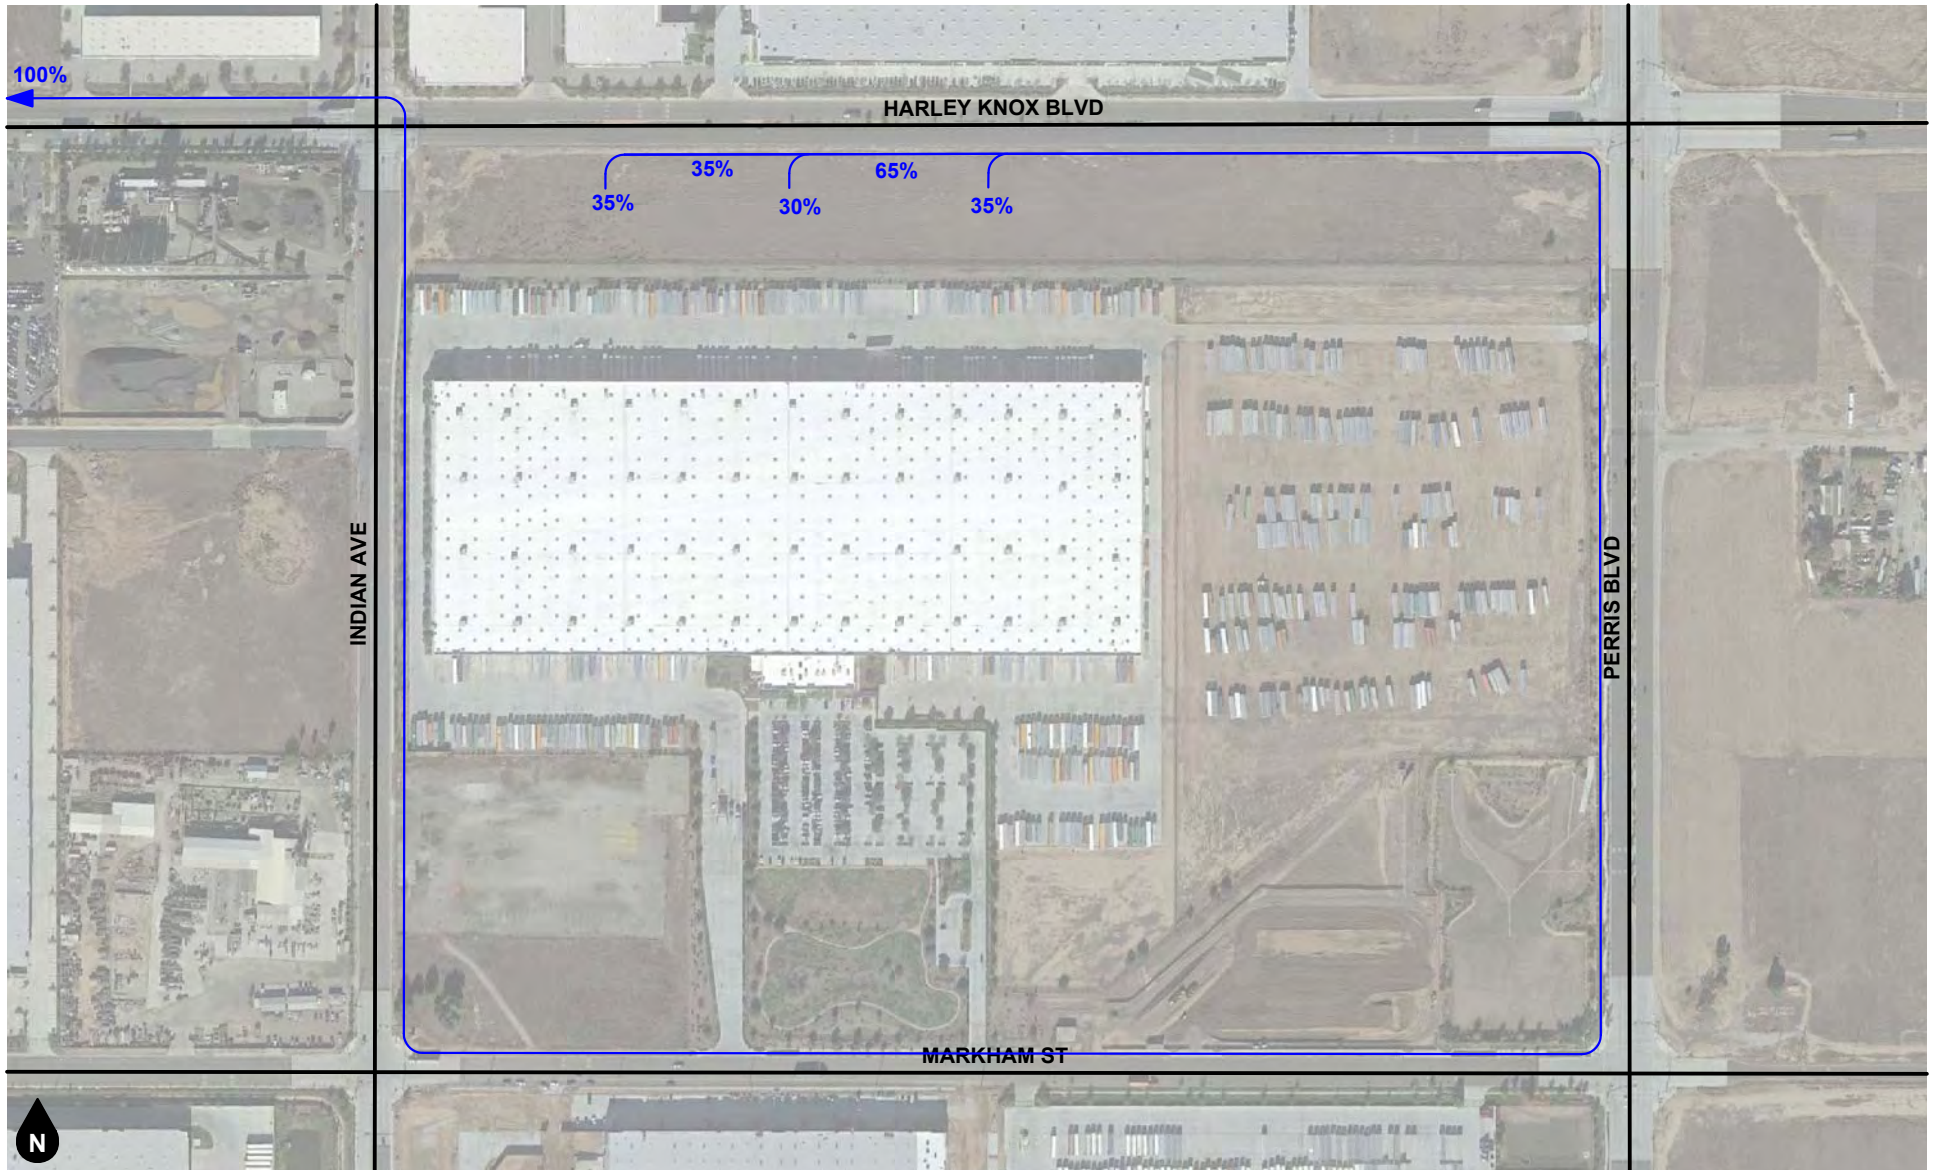 100%
HARLEY KNOX BLVD
35%
65%
35%
30%
35%
INDIAN AVE
PERRIS BLVD
MARKHAM ST
N